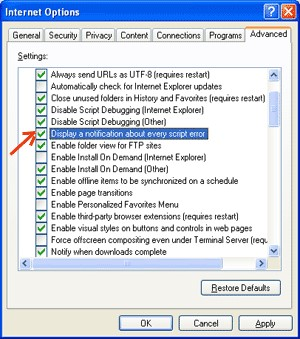 Internet Options
General Security Privacy Content Connections Programs Advanced
Settings:
Always send URLs as UTF-8 (requires restart)
Automatically check for Internet Explorer updates
Close unused folders in History and Favorites (requires restart)
Disable Script Debugging (Internet Explorer)
Disable Script Debugging (Other)
Display a notification about every script error
Enable folder view for FTP sites
Enable Install On Demand (Internet Explorer)
Enable Install On Demand (Other)
Enable offline items to be synchronized on a schedule
Enable page transitions
Enable Personalized Favorites Menu
Enable third-party browser extensions (requires restart)
Enable visual styles on buttons and controls in web pages
Force offscreen compositing even under Terminal Server (requ
Notify when downloads complete
Restore Defaults
OK Cancel Apply